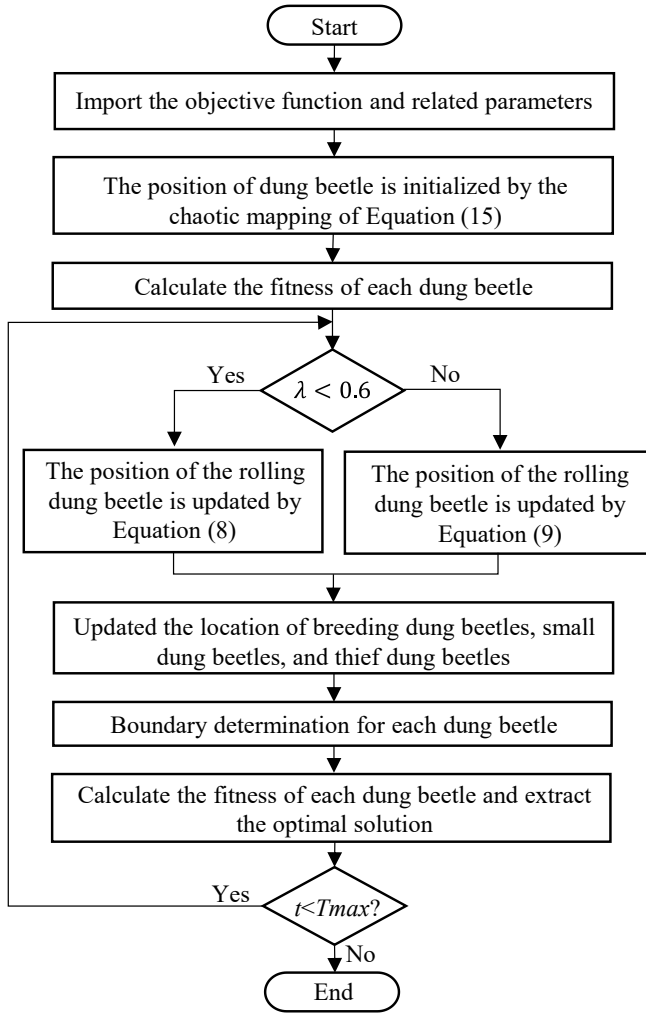 Start
Import the objective function and related parameters
The position of dung beetle is initialized by the
chaotic mapping of Equation (15)
Calculate the fitness of each dung beetle
Yes
λ < 0.6
No
The position of the rolling
dung beetle is updated by
Equation (8)
The position of the rolling
dung beetle is updated by
Equation (9)
Updated the location of breeding dung beetles, small
dung beetles, and thief dung beetles
Boundary determination for each dung beetle
Calculate the fitness of each dung beetle and extract
the optimal solution
Yes
t<Tmax?
No
End